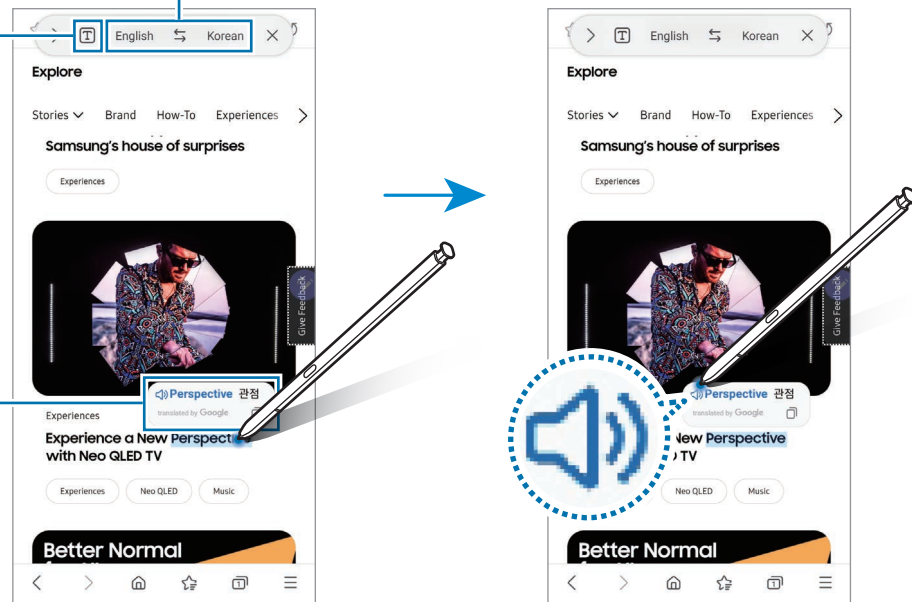 English Korean
Explore
Stories Brand How-To Experiences
Samsung's house of surprises
Experiences
Give Feedback
Perspective 관점
translated by Google
Experiences
Experience a New Perspecti
with Neo QLED TV
Experiences Neo QLED Music
Better Normal
1
English Korean
Explore
Stories Brand How-To Experiences
Samsung's house of surprises
Experiences
Give Feedback
Perspective 관점
translated by Google
New Perspective
TV
Neo QLED Music
Better Normal
1